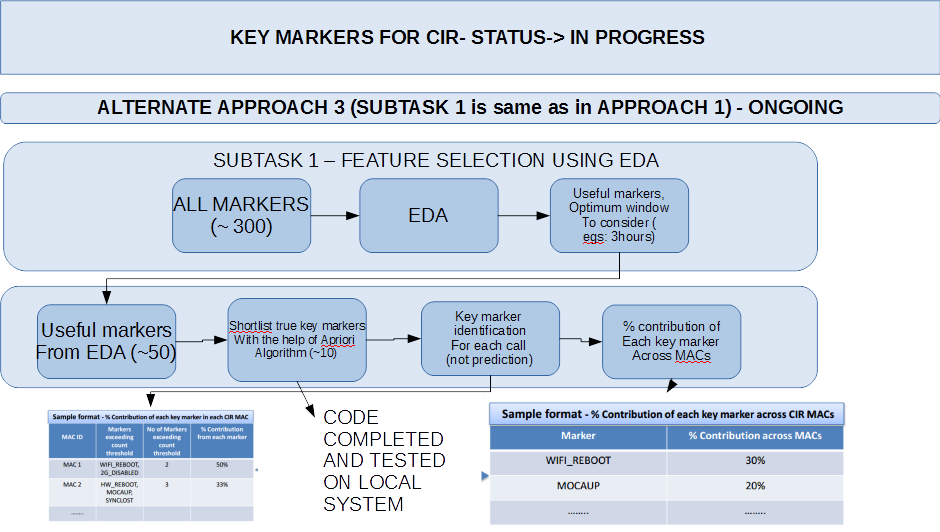 KEY MARKERS FOR CIR- STATUS-> IN PROGRESS
ALTERNATE APPROACH 3 (SUBTASK 1 is same as in APPROACH 1) - ONGOING
SUBTASK 1 – FEATURE SELECTION USING EDA
ALL MARKERS
(~ 300)
EDA
Useful markers,
Optimum window
To consider (
egs: 3hours)
Useful markers
From EDA (~50)
Shortlist true key markers
With the help of Apriori
Algorithm (~10)
Key marker
identification
For each call
(not prediction)
% contribution of
Each key marker
Across MACs
Sample format - % Contribution of each key marker in each CIR MAC
MAC ID
Markers
exceeding
count
threshold
No of Markers
exceeding
count threshold
% Contribution
from each marker
MAC 1
WIFI_REBOOT,
2G_DISABLED
2
50%
MAC 2
HW_REBOOT,
MOCAUP,
SYNCLOST
3
33%
……..
CODE
COMPLETED
AND TESTED
ON LOCAL
SYSTEM
Sample format - % Contribution of each key marker across CIR MACs
Marker
% Contribution across MACs
WIFI_REBOOT
30%
MOCAUP
20%
……..
……..